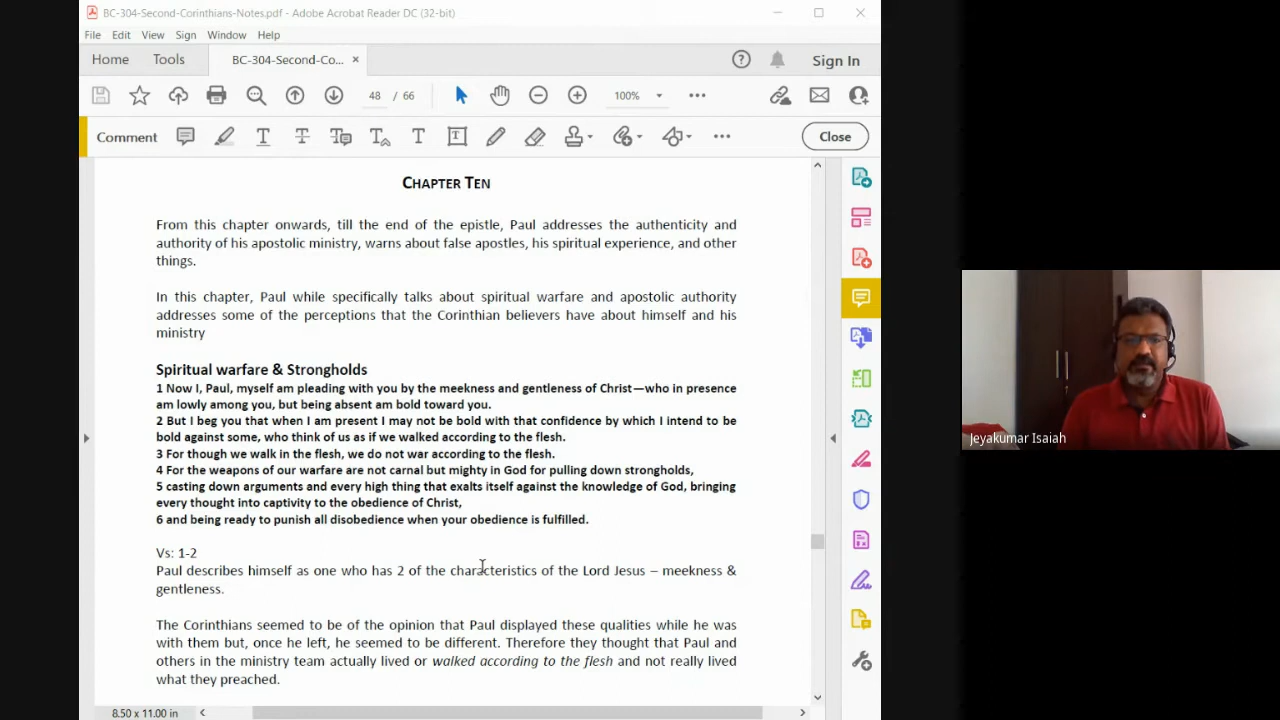 BC-304-Second-Corinthians-Notes.pdf - Adobe Acrobat Reader DC (32-bit)
File Edit View Sign Window Help
Home Tools BC-304-Second-Co... × Sign In
48 / 66 100%
Comment Close
CHAPTER TEN
From this chapter onwards, till the end of the epistle, Paul addresses the authenticity and
authority of his apostolic ministry, warns about false apostles, his spiritual experience, and other
things.
In this chapter, Paul while specifically talks about spiritual warfare and apostolic authority
addresses some of the perceptions that the Corinthian believers have about himself and his
ministry
Spiritual warfare & Strongholds
1 Now I, Paul, myself am pleading with you by the meekness and gentleness of Christ—who in presence
am lowly among you, but being absent am bold toward you.
2 But I beg you that when I am present I may not be bold with that confidence by which I intend to be
bold against some, who think of us as if we walked according to the flesh.
3 For though we walk in the flesh, we do not war according to the flesh.
4 For the weapons of our warfare are not carnal but mighty in God for pulling down strongholds,
5 casting down arguments and every high thing that exalts itself against the knowledge of God, bringing
every thought into captivity to the obedience of Christ,
6 and being ready to punish all disobedience when your obedience is fulfilled.
Vs: 1-2
Paul describes himself as one who has 2 of the characteristics of the Lord Jesus – meekness &
gentleness.
The Corinthians seemed to be of the opinion that Paul displayed these qualities while he was
with them but, once he left, he seemed to be different. Therefore they thought that Paul and
others in the ministry team actually lived or walked according to the flesh and not really lived
what they preached.
8.50 x 11.00 in
Jeyakumar Isaiah